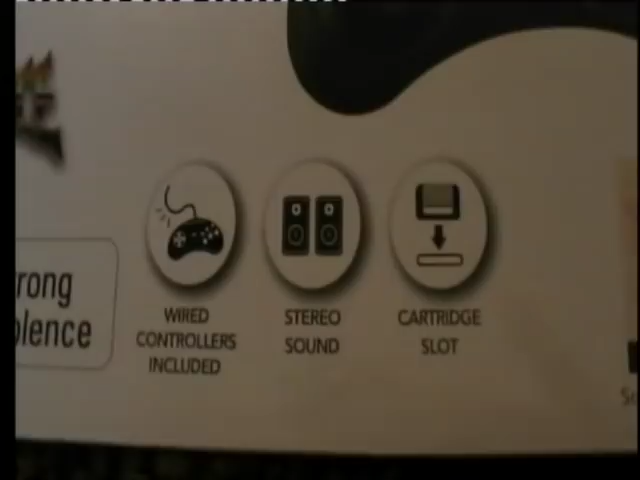 rong
olence
WIRED
CONTROLLERS
INCLUDED
STEREO
SOUND
CARTRIDGE
SLOT